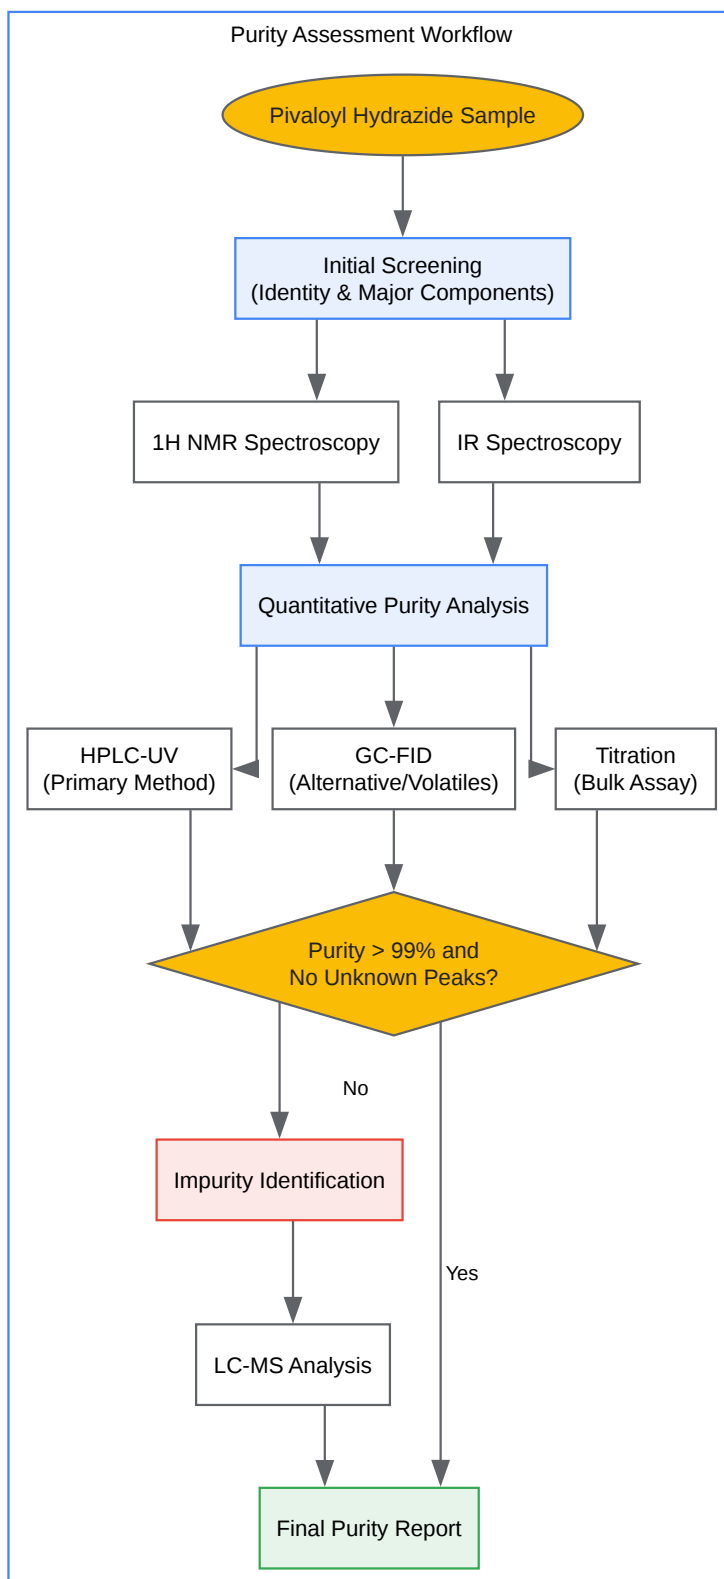 Purity Assessment Workflow
Pivaloyl Hydrazide Sample
Initial Screening
(Identity & Major Components)
1H NMR Spectroscopy
IR Spectroscopy
Quantitative Purity Analysis
HPLC-UV
(Primary Method)
GC-FID
(Alternative/Volatiles)
Titration
(Bulk Assay)
Purity > 99% and
No Unknown Peaks?
No
Impurity Identification
Yes
LC-MS Analysis
Final Purity Report